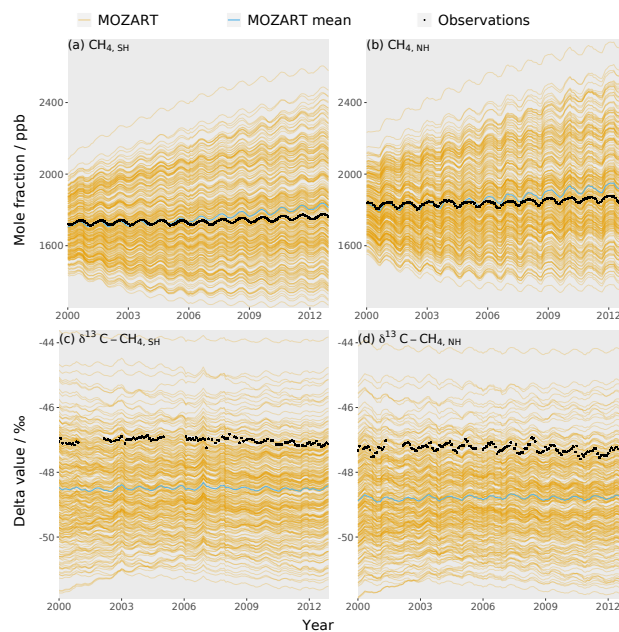 MOZART MOZART mean Observations
(a) CH4, SH
(b) CH4, NH
Mole fraction / ppb
2400
2000
1600
2400
2000
1600
2000 2003 2006 2009 2012
2000 2003 2006 2009 2012
(c) δ13 C−CH4, SH
(d) δ13 C−CH4, NH
Delta value / ‰
-44
-46
-48
-50
-44
-46
-48
-50
2000 2003 2006 2009 2012
2000 2003 2006 2009 2012
Year